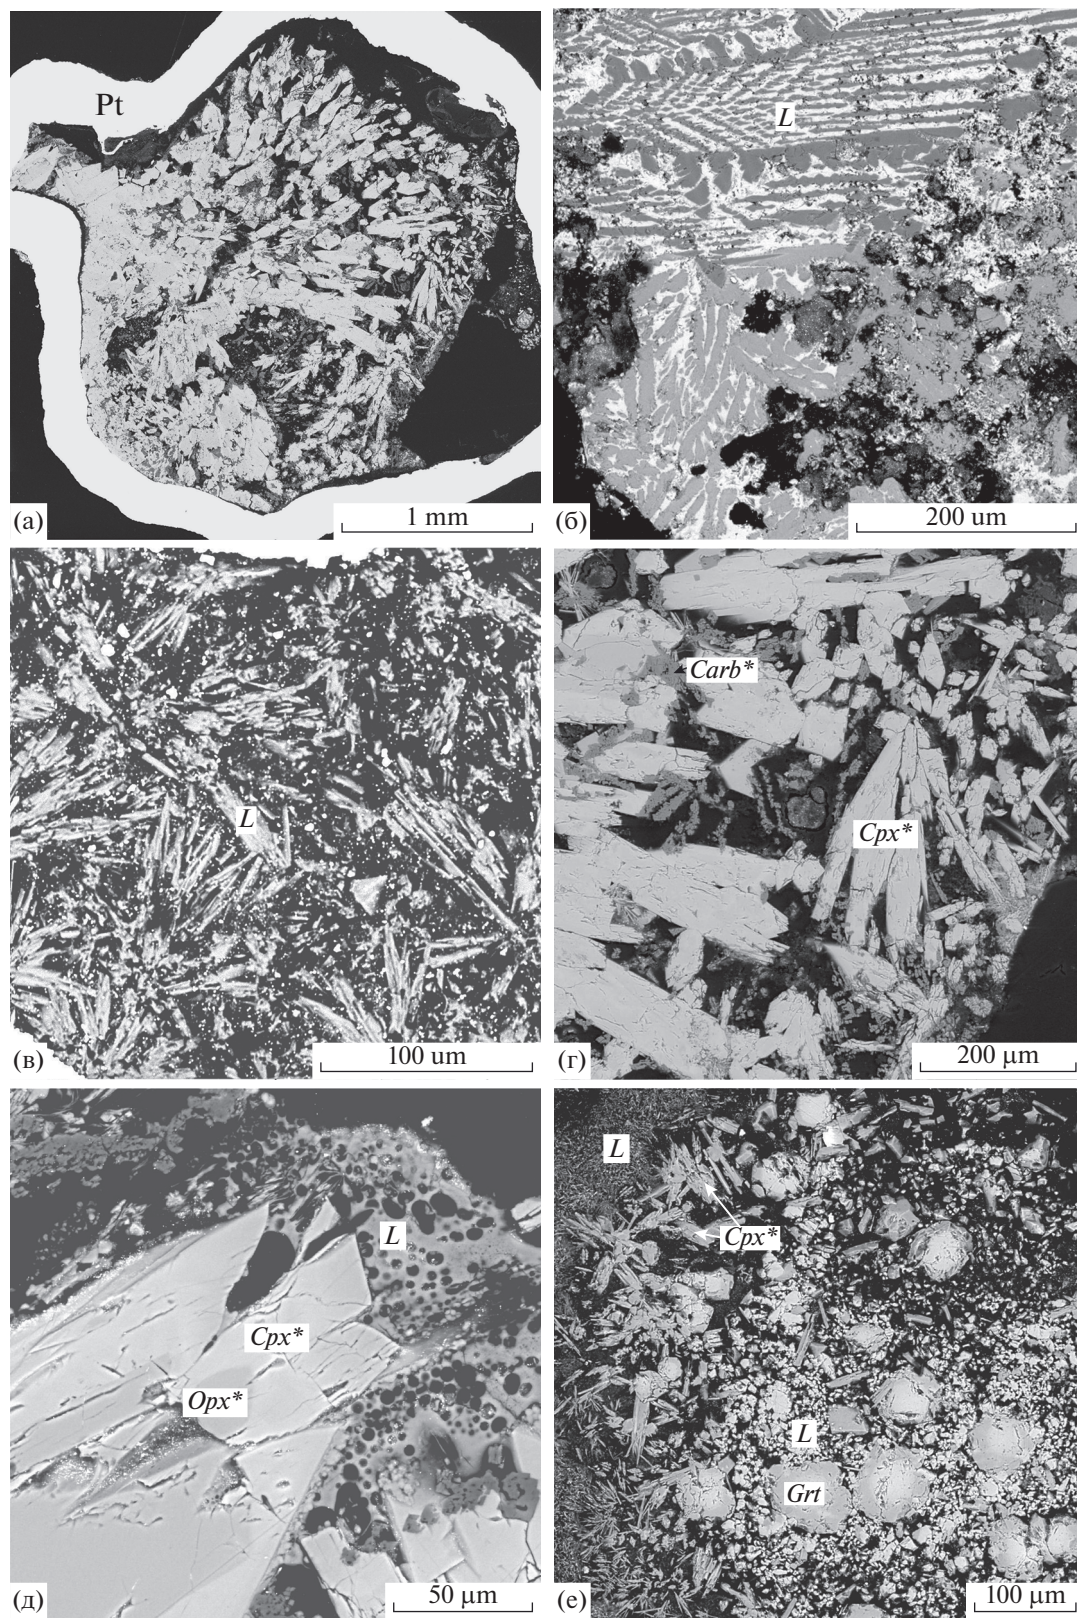 Pt
(а)
1 mm
L
(б)
200 um
L
(в)
100 um
Carb*
Cpx*
(г)
200 μm
L
Cpx*
Opx*
(д)
50 μm
L
Cpx*
L
Grt
(е)
100 μm